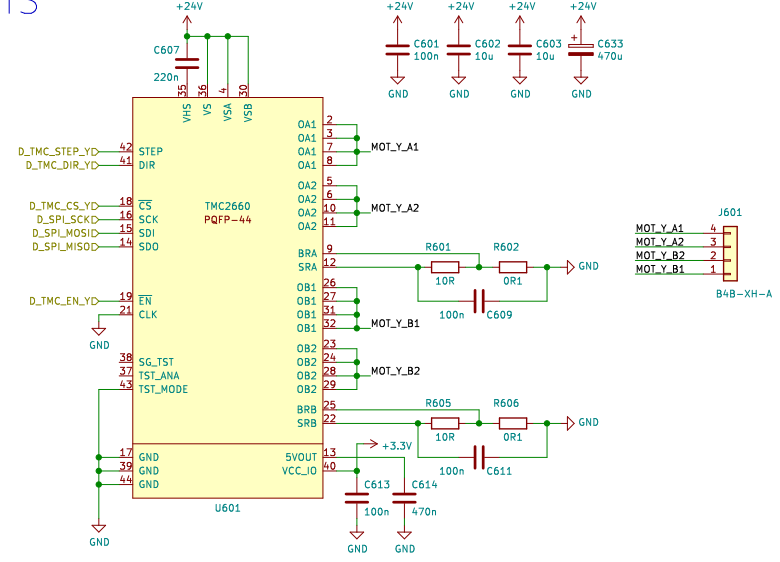 +24V
+24V
+24V
+24V
+24V
C607
220n
C601
100n
C602
10u
C603
10u
+
C633
470u
GND
GND
GND
GND
35
36
4
30
VHS
VS
VSA
VSB
D_TMC_STEP_Y 42 STEP
D_TMC_DIR_Y 41 DIR
D_TMC_CS_Y 18 CS
D_SPI_SCK 16 SCK
D_SPI_MOSI 15 SDI
D_SPI_MISO 14 SDO
D_TMC_EN_Y 19 EN
21 CLK
GND
38 SG_TST
37 TST_ANA
43 TST_MODE
17 GND
39 GND
44 GND
GND
TMC2660
PQFP-44
U601
OA1 2
OA1 3
OA1 7
OA1 8
MOT_Y_A1
OA2 5
OA2 6
OA2 10
OA2 11
MOT_Y_A2
BRA 9
SRA 12
R601
10R
R602
0R1
GND
100n
C609
OB1 26
OB1 27
OB1 31
OB1 32
MOT_Y_B1
OB2 23
OB2 24
OB2 28
OB2 29
MOT_Y_B2
BRB 25
SRB 22
R605
10R
R606
0R1
GND
100n
C611
5VOUT 13
VCC_IO 40
+3.3V
C613
100n
C614
470n
GND
GND
J601
MOT_Y_A1 4
MOT_Y_A2 3
MOT_Y_B2 2
MOT_Y_B1 1
B4B-XH-A